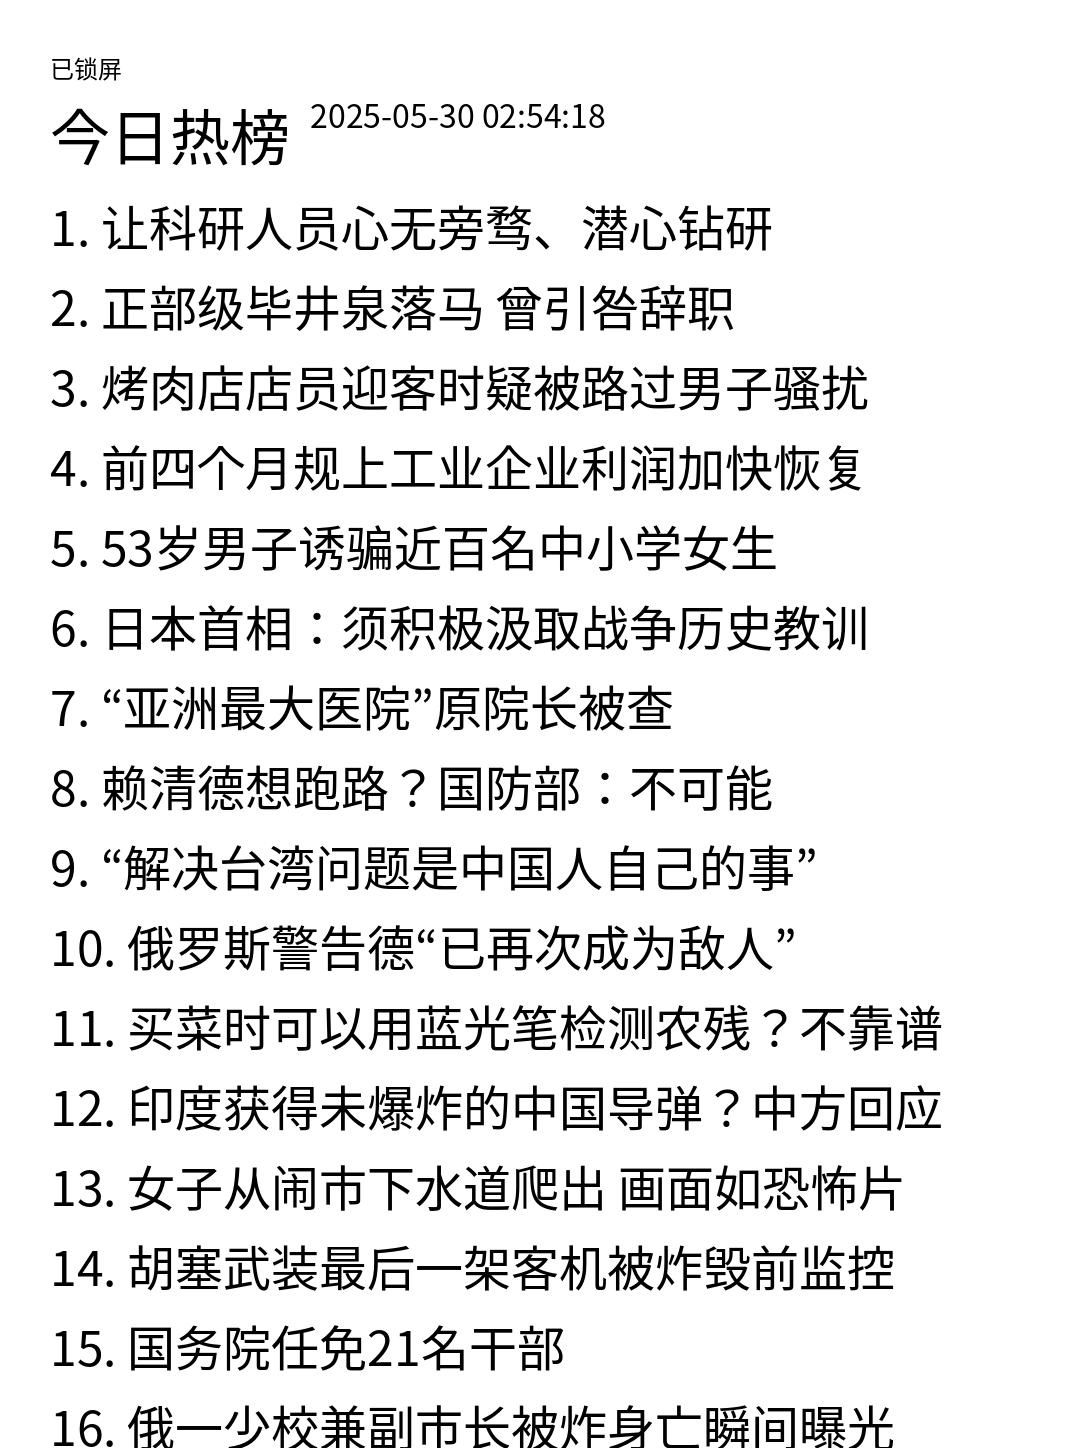 已锁屏
今日热榜 2025-05-30 02:54:18
1. 让科研人员心无旁骛、潜心钻研
2. 正部级毕井泉落马 曾引咎辞职
3. 烤肉店店员迎客时疑被路过男子骚扰
4. 前四个月规上工业企业利润加快恢复
5. 53岁男子诱骗近百名中小学女生
6. 日本首相：须积极汲取战争历史教训
7. “亚洲最大医院”原院长被查
8. 赖清德想跑路？国防部：不可能
9. “解决台湾问题是中国人自己的事”
10. 俄罗斯警告德“已再次成为敌人”
11. 买菜时可以用蓝光笔检测农残？不靠谱
12. 印度获得未爆炸的中国导弹？中方回应
13. 女子从闹市下水道爬出 画面如恐怖片
14. 胡塞武装最后一架客机被炸毁前监控
15. 国务院任免21名干部
16. 俄一少校兼副市长被炸身亡瞬间曝光